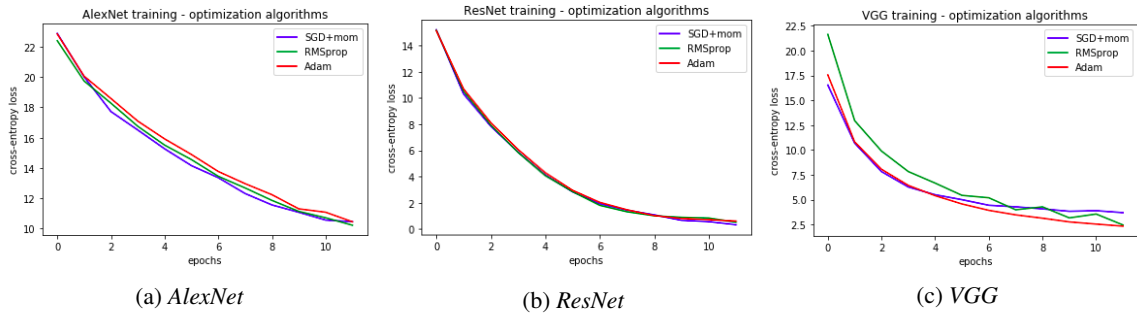 AlexNet training - optimization algorithms
SGD+mom
RMSprop
Adam
cross-entropy loss
22
20
18
16
14
12
10
0 2 4 6 8 10
epochs
(a) AlexNet
ResNet training - optimization algorithms
SGD+mom
RMSprop
Adam
cross-entropy loss
14
12
10
8
6
4
2
0
0 2 4 6 8 10
epochs
(b) ResNet
VGG training - optimization algorithms
SGD+mom
RMSprop
Adam
cross-entropy loss
22.5
20.0
17.5
15.0
12.5
10.0
7.5
5.0
2.5
0 2 4 6 8 10
epochs
(c) VGG